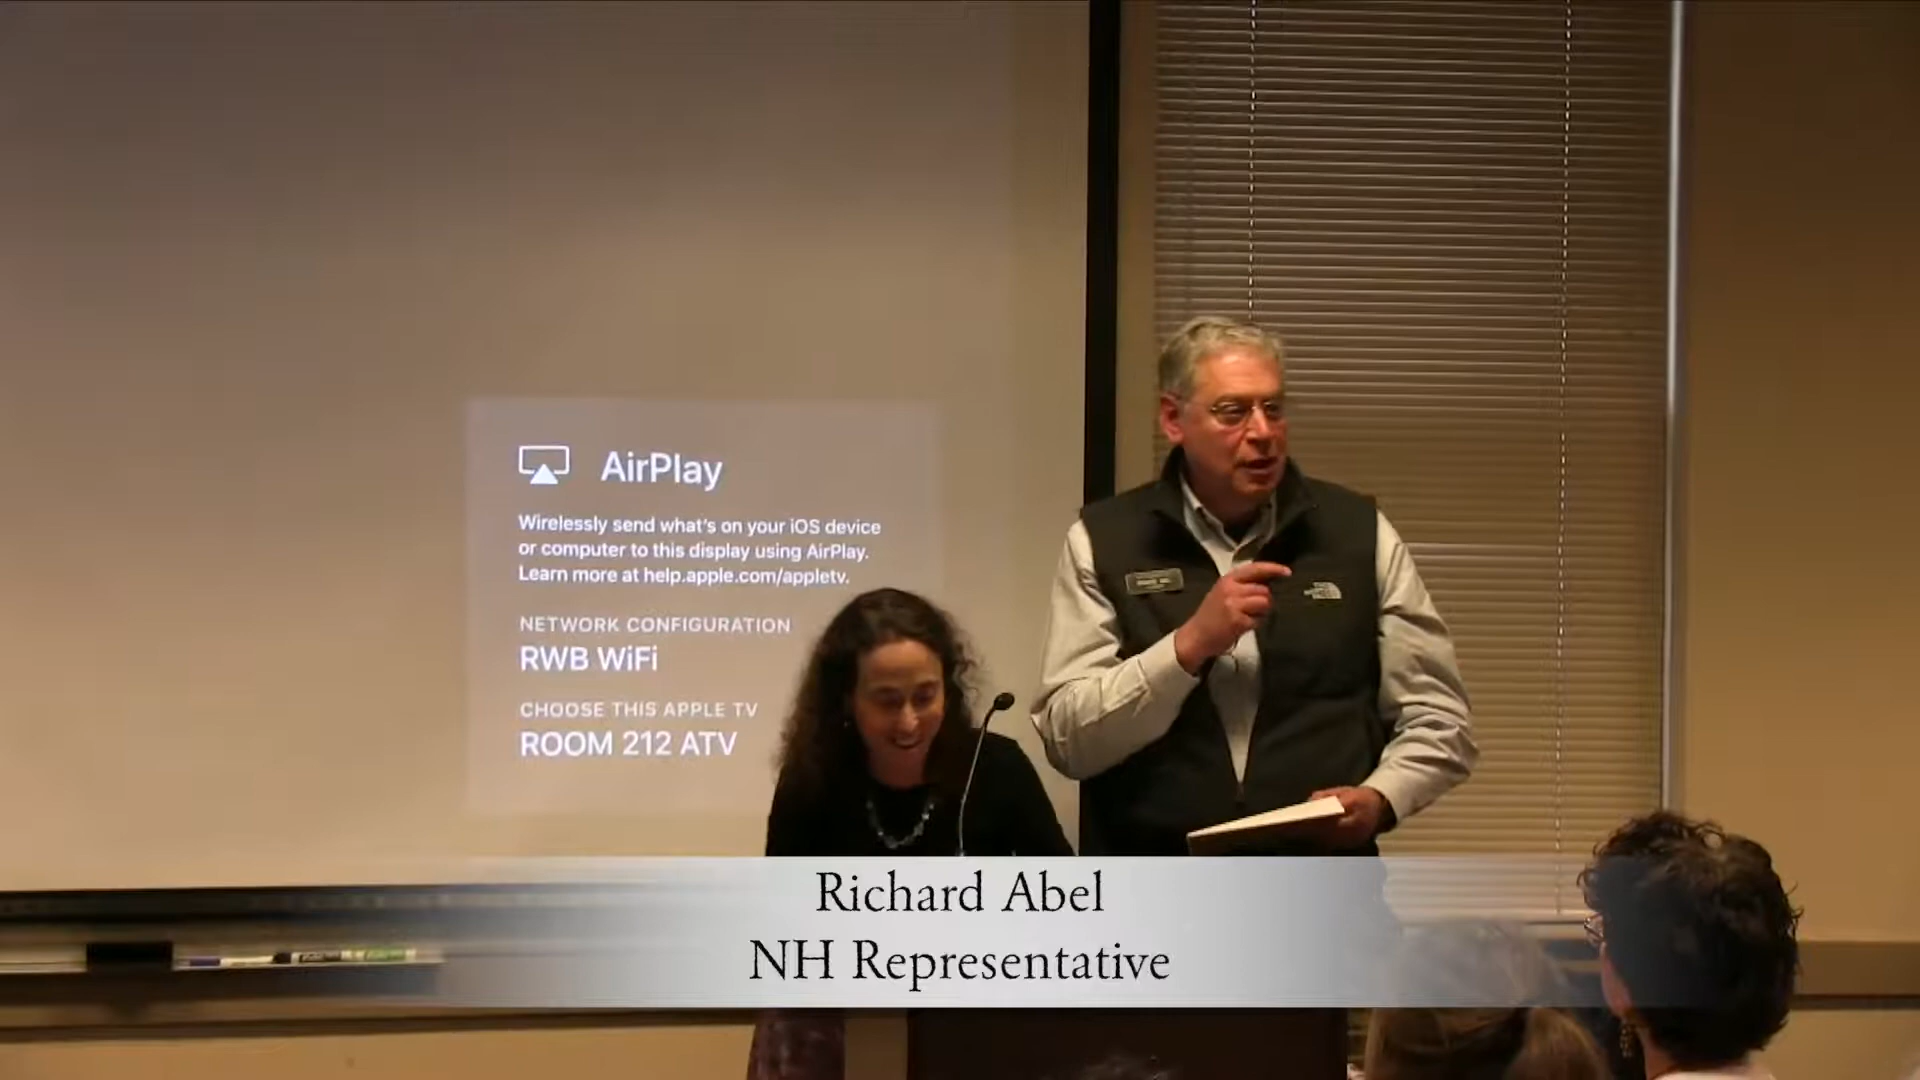 AirPlay
Wirelessly send what's on your iOS device
or computer to this display using AirPlay.
Learn more at help.apple.com/appletv.
NETWORK CONFIGURATION
RWB WiFi
CHOOSE THIS APPLE TV
ROOM 212 ATV
Richard Abel
NH Representative